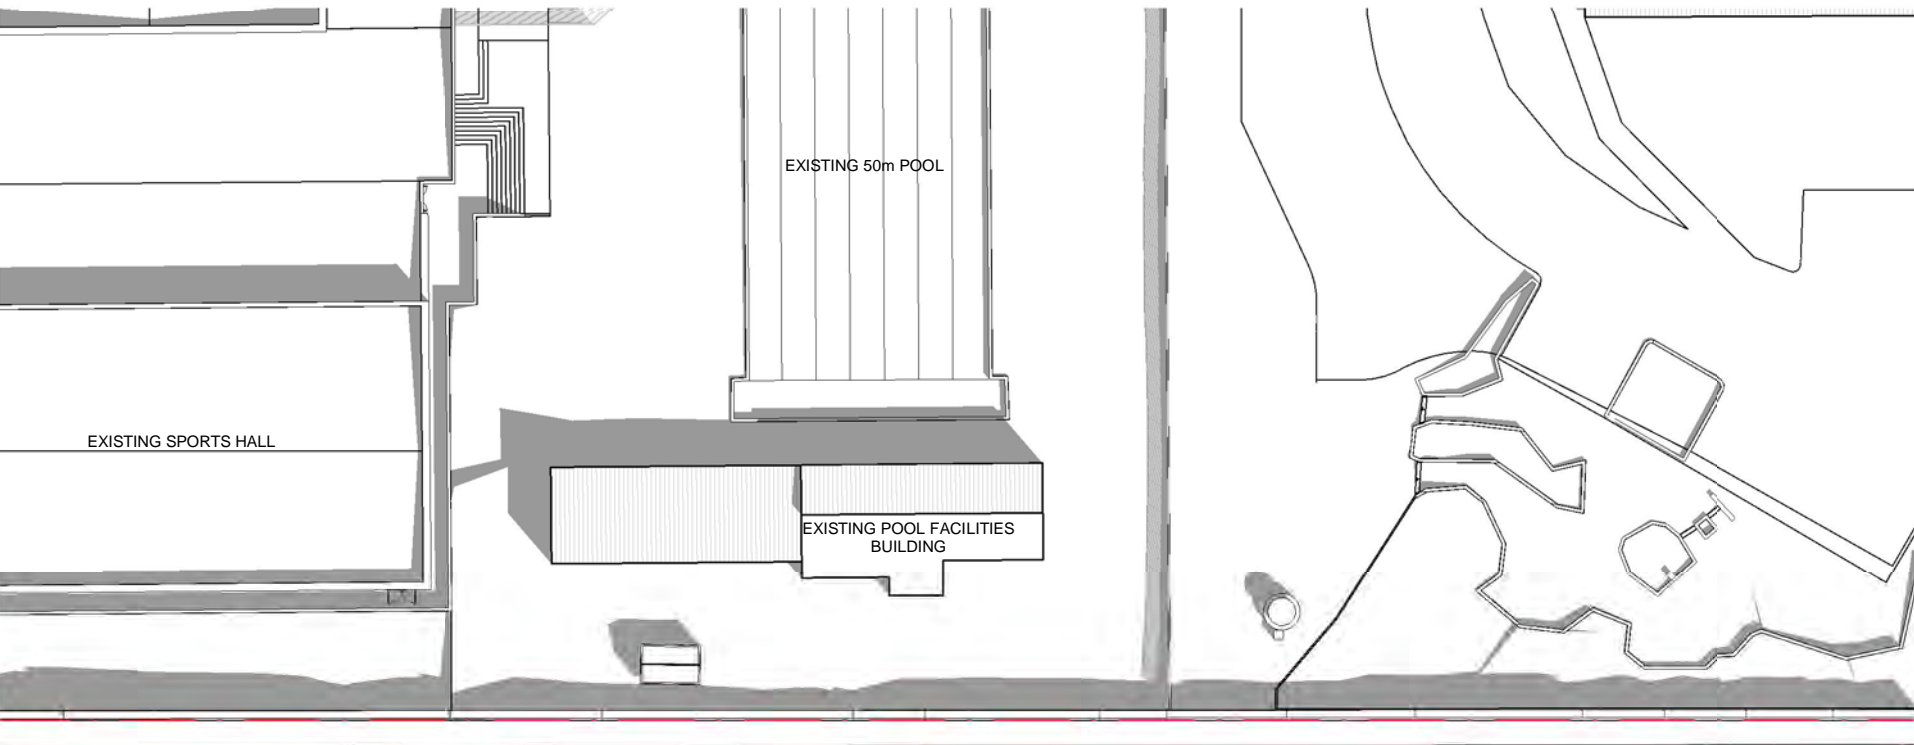 EXISTING 50m POOL
EXISTING SPORTS HALL
EXISTING POOL FACILITIES
BUILDING